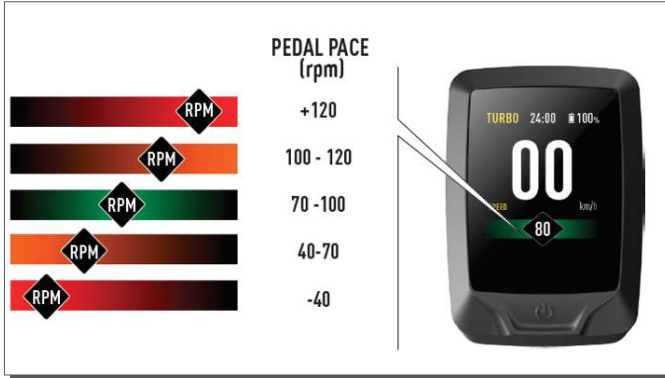 PEDAL PACE
(rpm)
RPM +120
RPM 100 - 120
RPM 70 -100
RPM 40-70
RPM -40
TURBO 24:00 100%
00
SPEED km/h
80